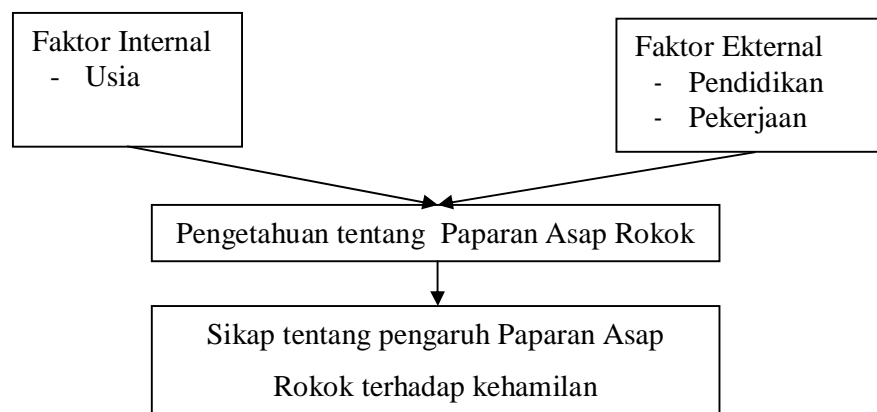 Faktor Internal
- Usia
Faktor Ekternal
- Pendidikan
- Pekerjaan
Pengetahuan tentang Paparan Asap Rokok
Sikap tentang pengaruh Paparan Asap
Rokok terhadap kehamilan